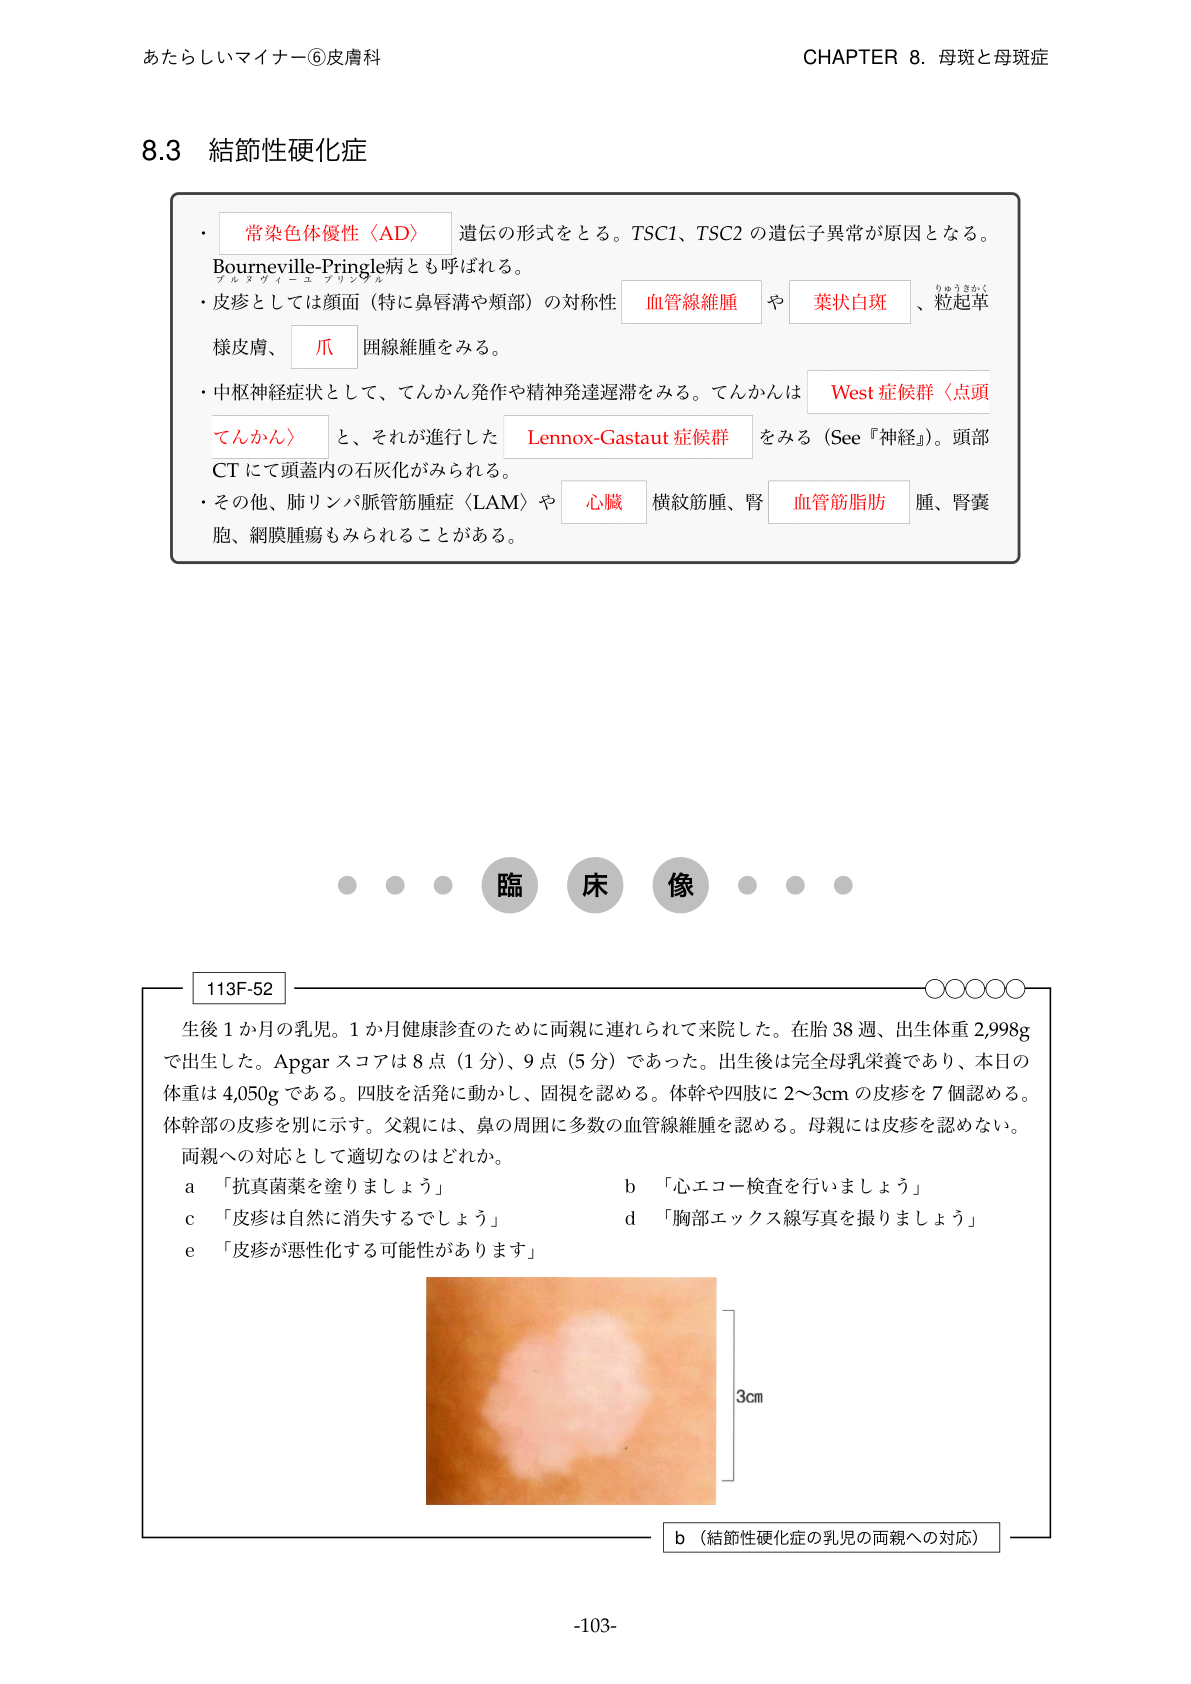 あたらしいマイナー⑥皮膚科
CHAPTER 8. 母斑と母斑症
8.3 結節性硬化症
・ 常染色体優性〈AD〉 遺伝の形式をとる。TSC1、TSC2 の遺伝子異常が原因となる。
Bourneville-Pringle病とも呼ばれる。
ブルヌヴィーユ プリングル
りゅうきかく
・皮疹としては顔面（特に鼻唇溝や頬部）の対称性 血管線維腫 や 葉状白斑 、粒起革
様皮膚、 爪 囲線維腫をみる。
・中枢神経症状として、てんかん発作や精神発達遅滞をみる。てんかんは West 症候群〈点頭
てんかん〉 と、それが進行した Lennox-Gastaut 症候群 をみる（See『神経』）。頭部
CT にて頭蓋内の石灰化がみられる。
・その他、肺リンパ脈管筋腫症〈LAM〉や 心臓 横紋筋腫、腎 血管筋脂肪 腫、腎嚢
胞、網膜腫瘍もみられることがある。
臨 床 像
113F-52
生後 1 か月の乳児。1 か月健康診査のために両親に連れられて来院した。在胎 38 週、出生体重 2,998g
で出生した。Apgar スコアは 8 点（1 分）、9 点（5 分）であった。出生後は完全母乳栄養であり、本日の
体重は 4,050g である。四肢を活発に動かし、固視を認める。体幹や四肢に 2〜3cm の皮疹を 7 個認める。
体幹部の皮疹を別に示す。父親には、鼻の周囲に多数の血管線維腫を認める。母親には皮疹を認めない。
両親への対応として適切なのはどれか。
a 「抗真菌薬を塗りましょう」 b 「心エコー検査を行いましょう」
c 「皮疹は自然に消失するでしょう」 d 「胸部エックス線写真を撮りましょう」
e 「皮疹が悪性化する可能性があります」
3cm
b （結節性硬化症の乳児の両親への対応）
-103-